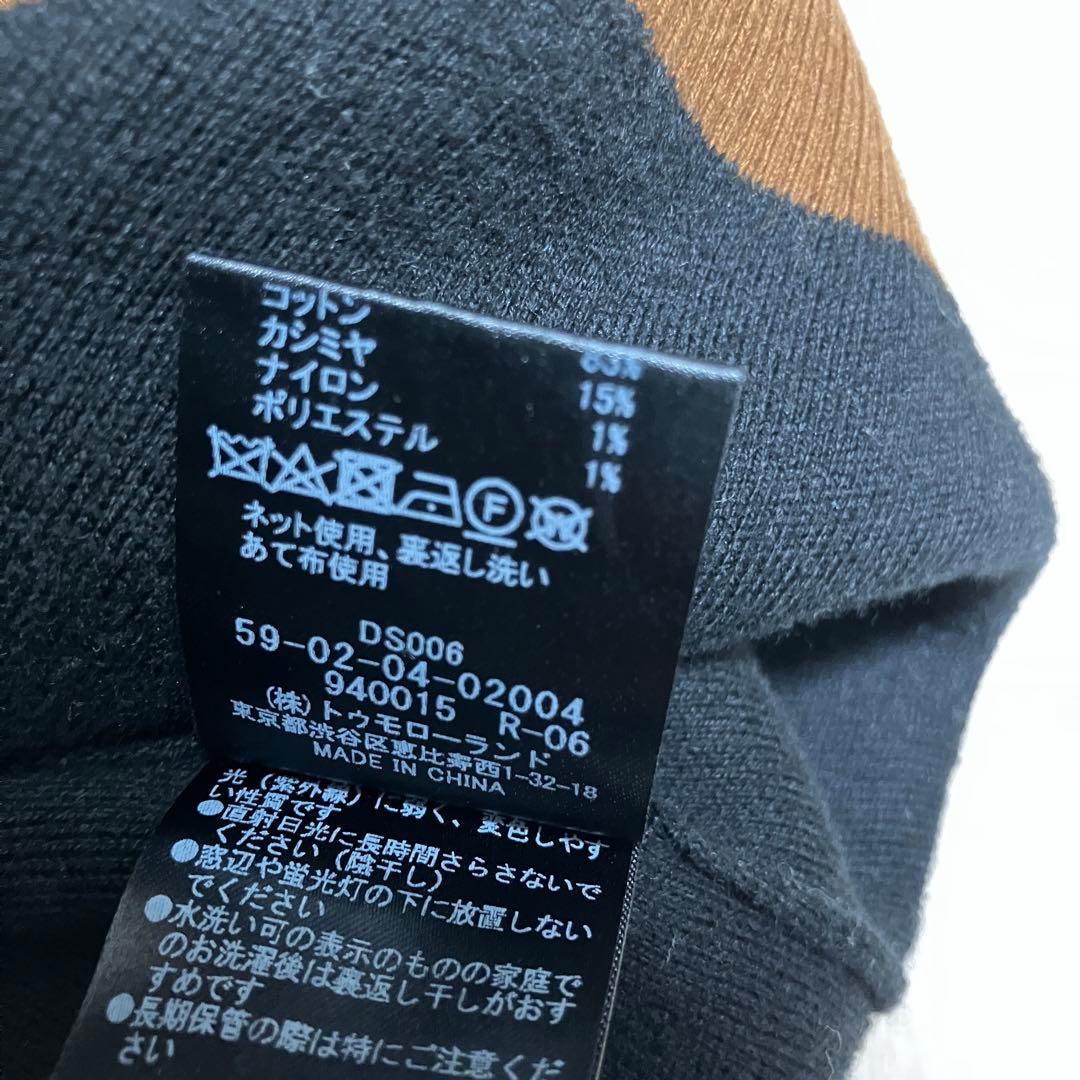 コットン 83%
カシミヤ 15%
ナイロン 1%
ポリエステル 1%
F W
ネット使用、裏返し洗い
あて布使用
DS006
59-02-04-02004
940015 R-06
(株)トゥモローランド
東京都渋谷区恵比寿西1-32-18
MADE IN CHINA
光(紫外線)に弱く、変色しやす
い性質です
●直射日光に長時間さらさないで
ください(陰干し)
●窓辺や蛍光灯の下に放置しない
でください
●水洗い可の表示のものの家庭で
のお洗濯後は裏返し干しがおす
すめです
●長期保管の際は特にご注意くだ
さい